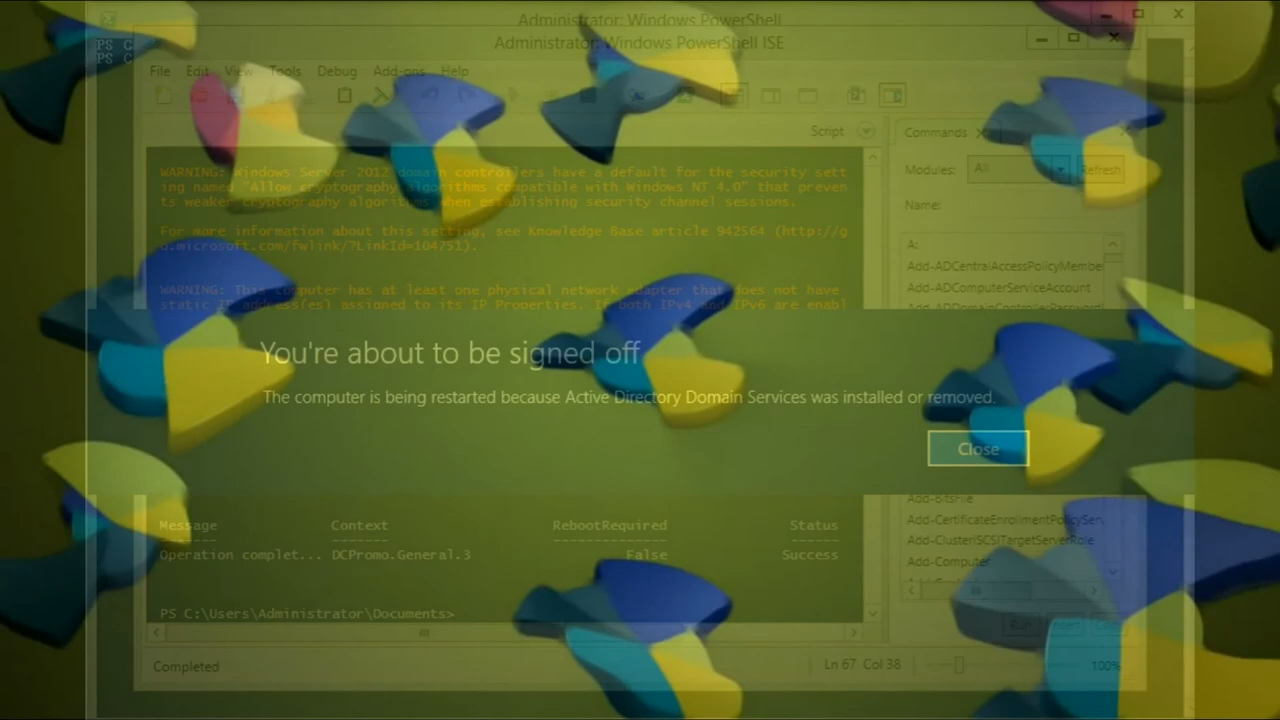 Administrator: Windows PowerShell
Administrator: Windows PowerShell ISE
PS C
PS C
File Edit View Tools Debug Add-ons Help
Script
Commands
WARNING: Windows Server 2012 domain controllers have a default for the security sett
ing named "Allow cryptography algorithms compatible with Windows NT 4.0" that preven
ts weaker cryptography algorithms when establishing security channel sessions.
For more information about this setting, see Knowledge Base article 942564 (http://g
o.microsoft.com/fwlink/?LinkId=104751).
WARNING: This computer has at least one physical network adapter that does not have
static IP address(es) assigned to its IP Properties. If both IPv4 and IPv6 are enabl
Modules: All Refresh
Name:
A:
Add-ADCentralAccessPolicyMember
Add-ADComputerServiceAccount
Add-ADDomainControllerPassword
You're about to be signed off
The computer is being restarted because Active Directory Domain Services was installed or removed.
Close
Message Context RebootRequired Status
------- ------- -------------- ------
Operation complet... DCPromo.General.3 False Success
PS C:\Users\Administrator\Documents>
Add-BitsFile
Add-CertificateEnrollmentPolicyServ
Add-ClusteriSCSITargetServerRole
Add-Computer
Run
Completed
Ln 67 Col 38
100%